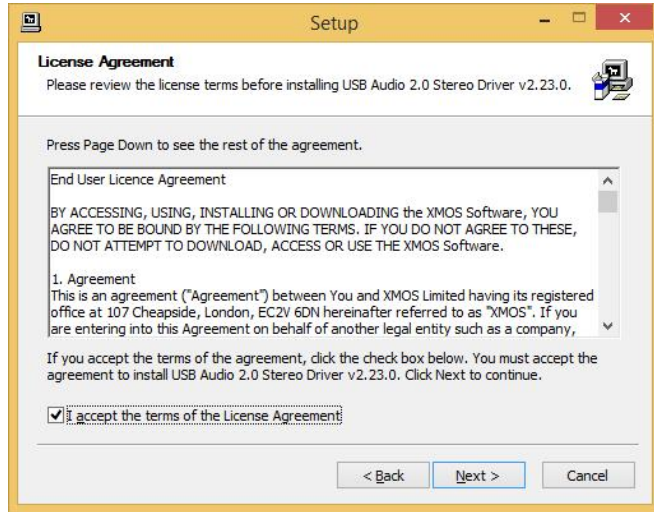 Setup
License Agreement
Please review the license terms before installing USB Audio 2.0 Stereo Driver v2.23.0.
Press Page Down to see the rest of the agreement.
End User Licence Agreement
BY ACCESSING, USING, INSTALLING OR DOWNLOADING the XMOS Software, YOU
AGREE TO BE BOUND BY THE FOLLOWING TERMS. IF YOU DO NOT AGREE TO THESE,
DO NOT ATTEMPT TO DOWNLOAD, ACCESS OR USE THE XMOS Software.
1. Agreement
This is an agreement ("Agreement") between You and XMOS Limited having its registered
office at 107 Cheapside, London, EC2V 6DN hereinafter referred to as "XMOS". If you
are entering into this Agreement on behalf of another legal entity such as a company,
If you accept the terms of the agreement, click the check box below. You must accept the
agreement to install USB Audio 2.0 Stereo Driver v2.23.0. Click Next to continue.
I accept the terms of the License Agreement
< Back Next > Cancel